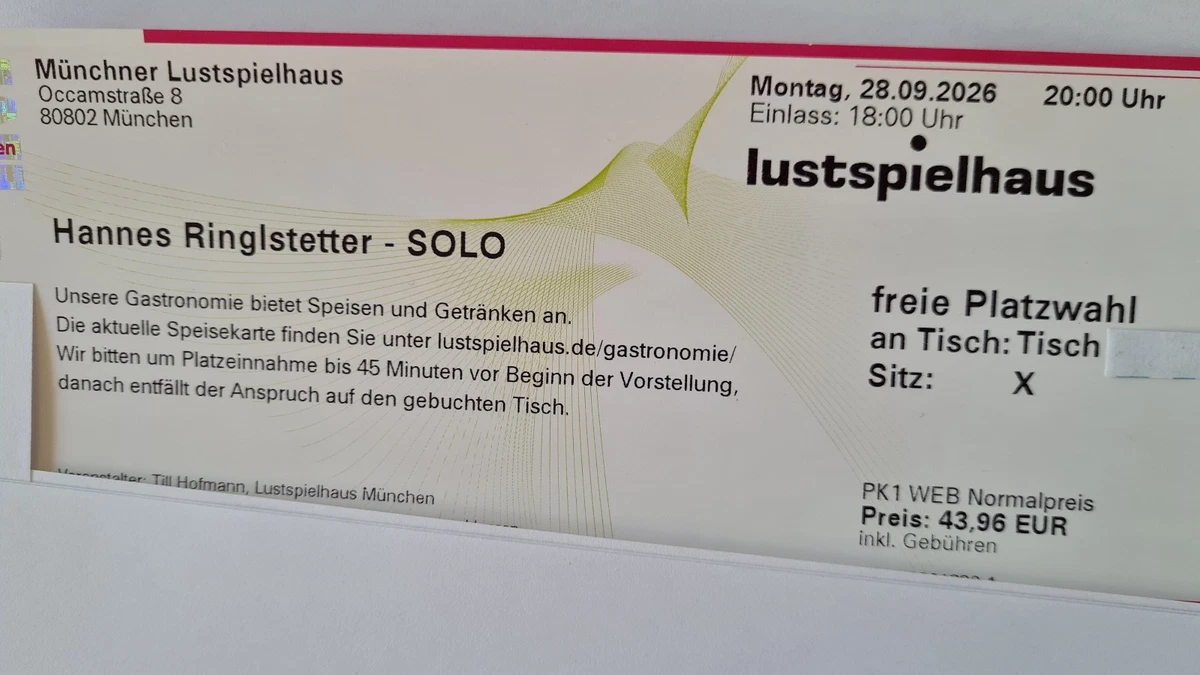 Münchner Lustspielhaus
Occamstraße 8
80802 München
en
Montag, 28.09.2026 20:00 Uhr
Einlass: 18:00 Uhr
lustspielhaus
Hannes Ringlstetter - SOLO
Unsere Gastronomie bietet Speisen und Getränken an.
Die aktuelle Speisekarte finden Sie unter lustspielhaus.de/gastronomie/
Wir bitten um Platzeinnahme bis 45 Minuten vor Beginn der Vorstellung,
danach entfällt der Anspruch auf den gebuchten Tisch.
freie Platzwahl
an Tisch: Tisch
Sitz: X
Veranstalter: Till Hofmann, Lustspielhaus München
PK1 WEB Normalpreis
Preis: 43,96 EUR
inkl. Gebühren